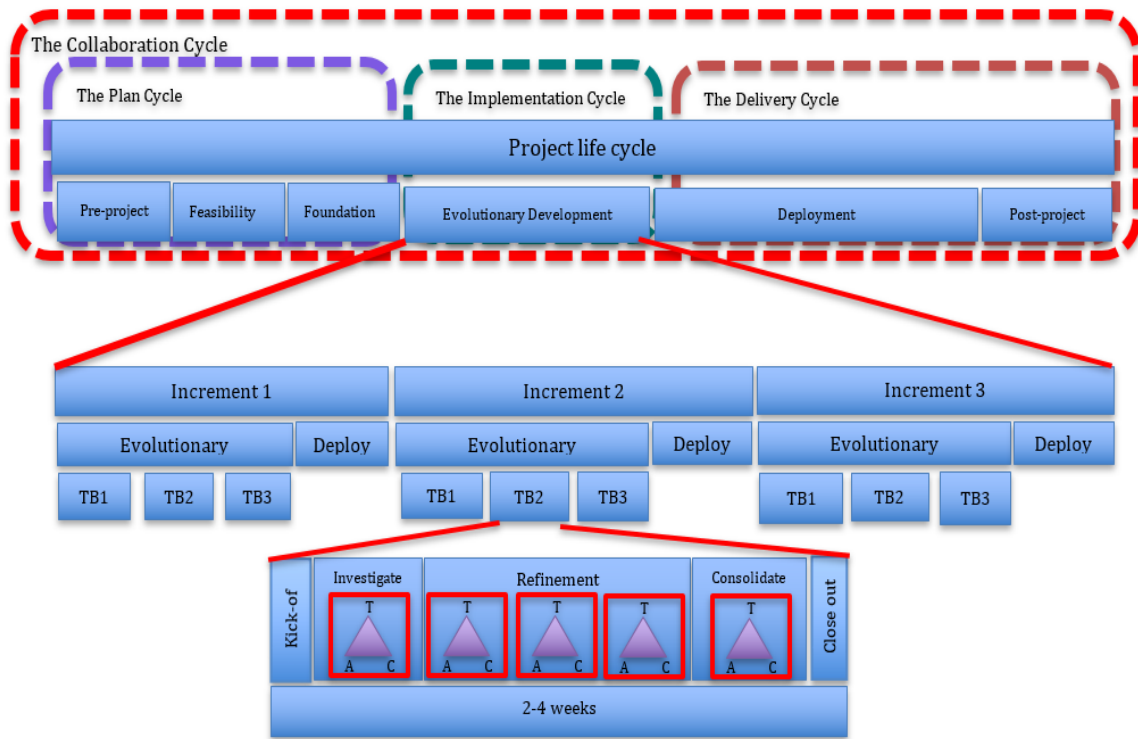 The Collaboration Cycle
The Plan Cycle
The Implementation Cycle
The Delivery Cycle
Project life cycle
Pre-project
Feasibility
Foundation
Evolutionary Development
Deployment
Post-project
Increment 1
Increment 2
Increment 3
Evolutionary
Deploy
Evolutionary
Deploy
Evolutionary
Deploy
TB1
TB2
TB3
TB1
TB2
TB3
TB1
TB2
TB3
Kick-of
Investigate
Refinement
Consolidate
Close out
T
A C
T
A C
T
A C
T
A C
T
A C
2-4 weeks